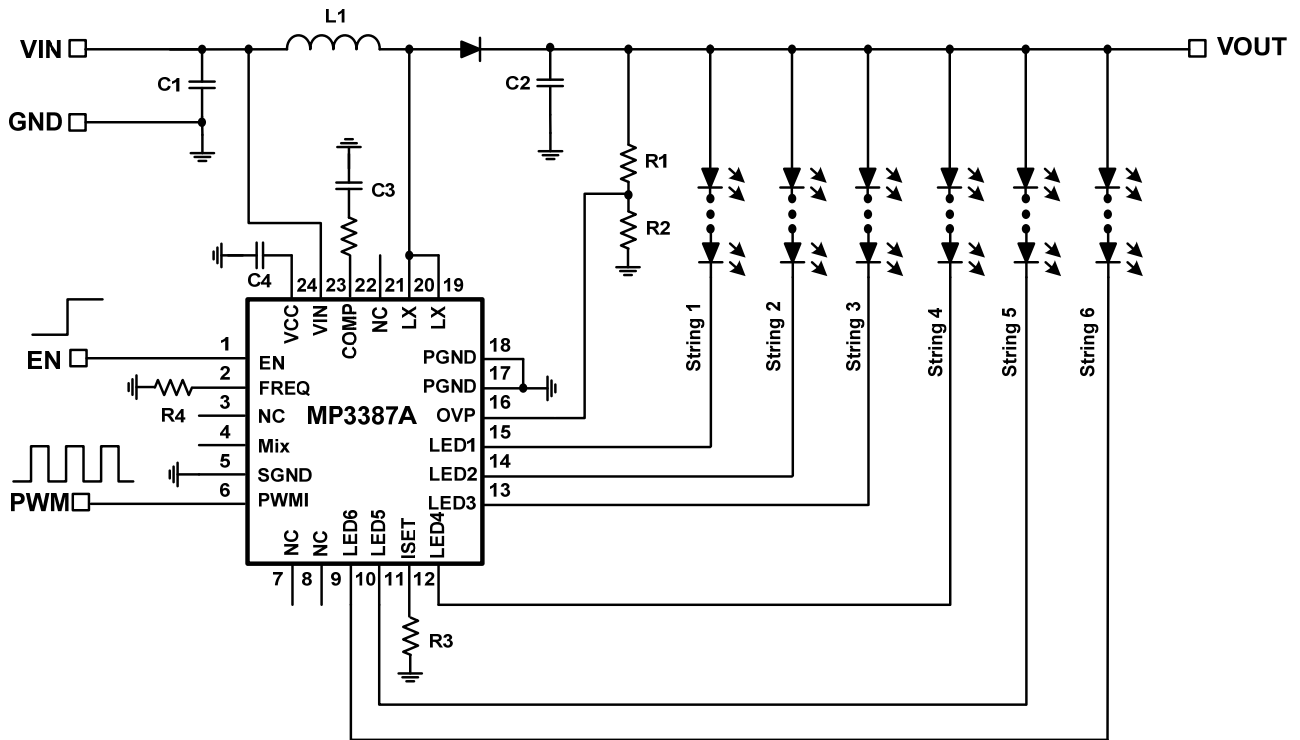 L1
VIN
VOUT
C1
C2
GND
R1
C3
R2
C4
24 23 22 21 20 19
VCC
VIN
COMP
NC
LX
LX
String 1
String 2
String 3
String 4
String 5
String 6
EN
1
EN
18
PGND
2
FREQ
17
PGND
R4
3
NC
MP3387A
16
OVP
4
Mix
15
LED1
5
SGND
14
LED2
PWM
6
PWMI
13
LED3
NC
NC
LED6
LED5
ISET
LED4
7 8 9 10 11 12
R3